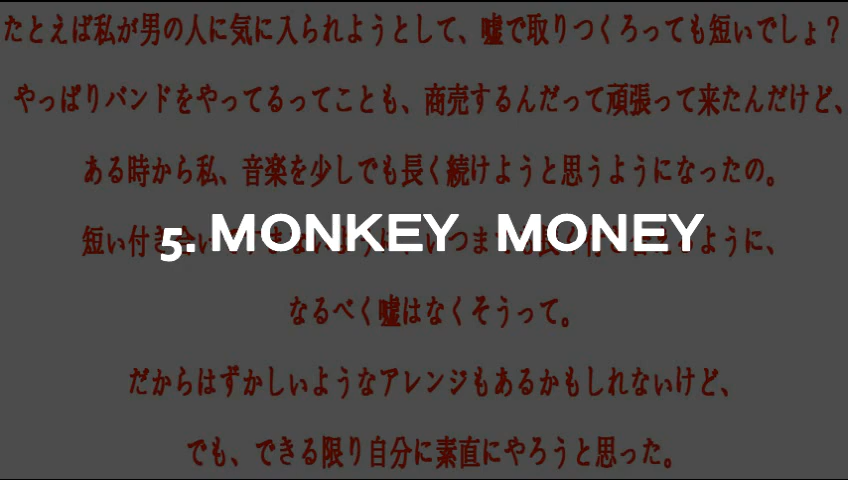 たとえば私が男の人に気に入られようとして、嘘で取りつくろっても短いでしょ？
やっぱりバンドをやってるってことも、商売するんだって頑張って来たんだけど、
ある時から私、音楽を少しでも長く続けようと思うようになったの。
5. MONKEY MONEY
短い付き
ように、
なるべく嘘はなくそうって。
だからはずかしいようなアレンジもあるかもしれないけど、
でも、できる限り自分に素直にやろうと思った。